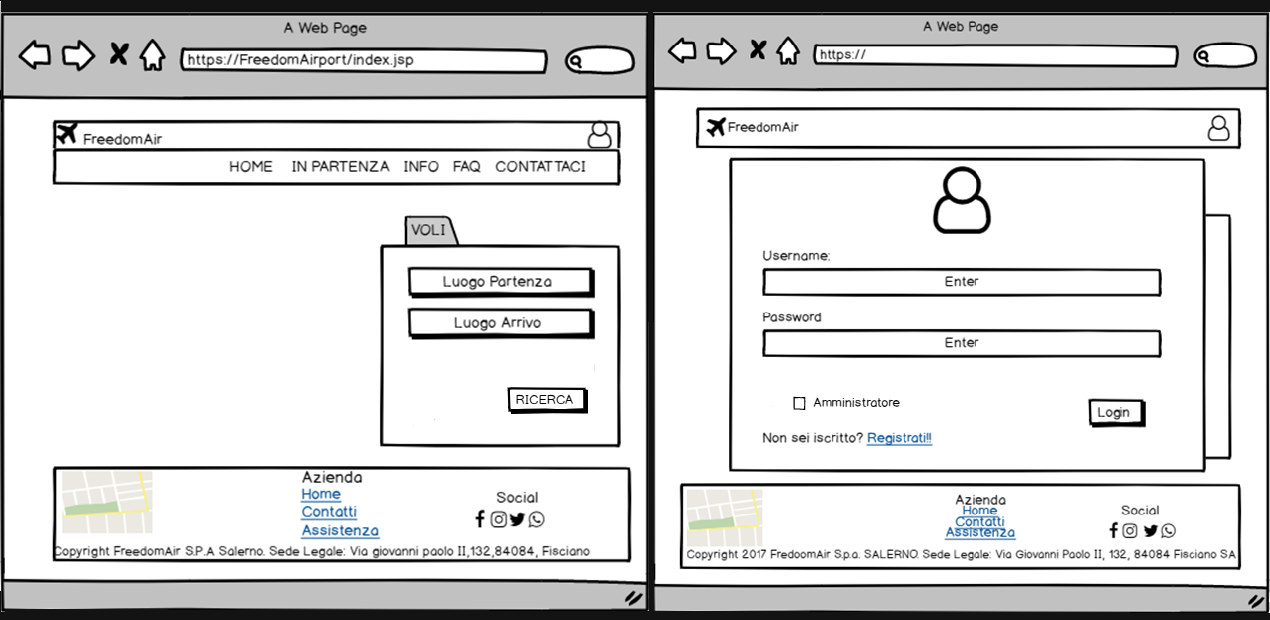 A Web Page
https://FreedomAirport/index.jsp
FreedomAir
HOME IN PARTENZA INFO FAQ CONTATTACI
VOLI
Luogo Partenza
Luogo Arrivo
RICERCA
Azienda
Home
Contatti
Assistenza
Social
Copyright FreedomAir S.P.A Salerno. Sede Legale: Via giovanni paolo II,132,84084, Fisciano
A Web Page
https://
FreedomAir
Username:
Enter
Password
Enter
Amministratore
Login
Non sei iscritto? Registrati!!
Azienda
Home
Contatti
Assistenza
Social
Copyright 2017 FredoomAir S.p.a. SALERNO. Sede Legale: Via Giovanni Paolo II, 132, 84084 Fisciano SA